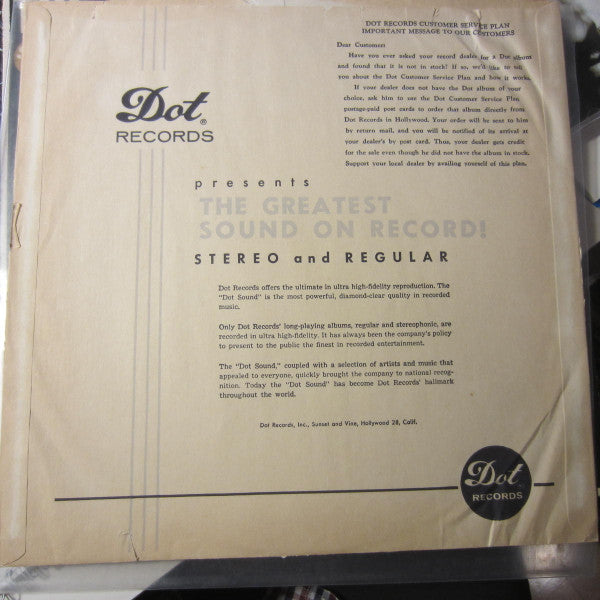 DOT RECORDS CUSTOMER SERVICE PLAN
IMPORTANT MESSAGE TO OUR CUSTOMERS
Dear Customer:
Have you ever asked your record dealer for a Dot album
and found that it is not in stock? If so, we'd like to tell
you about the Dot Customer Service Plan and how it works.
If your dealer does not have the Dot album of your
choice, ask him to use the Dot Customer Service Plan
postage-paid post cards to order that album directly from
Dot Records in Hollywood. Your order will be sent to him
by return mail, and you will be notified of its arrival at
your dealer's by post card. Thus, your dealer gets credit
for the sale even though he did not have the album in stock.
Support your local dealer by availing yourself of this plan.
Dot®
RECORDS
presents
THE GREATEST
SOUND ON RECORD!
STEREO and REGULAR
Dot Records offers the ultimate in ultra high-fidelity reproduction. The
"Dot Sound" is the most powerful, diamond-clear quality in recorded
music.
Only Dot Records' long-playing albums, regular and stereophonic, are
recorded in ultra high-fidelity. It has always been the company's policy
to present to the public the finest in recorded entertainment.
The "Dot Sound," coupled with a selection of artists and music that
appealed to everyone, quickly brought the company to national recog-
nition. Today the "Dot Sound" has become Dot Records' hallmark
throughout the world.
Dot Records, Inc., Sunset and Vine, Hollywood 28, Calif.
Dot
RECORDS